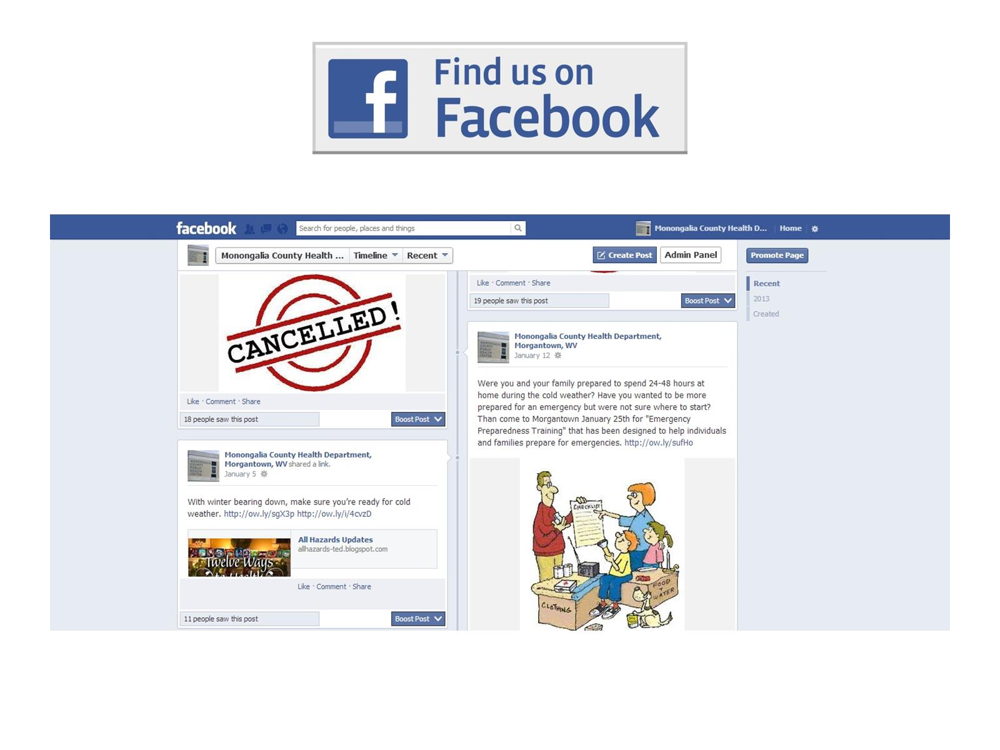 f
Find us on
Facebook
facebook
Search for people, places and things
Monongalia County Health D...
Home
Monongalia County Health ...
Timeline
Recent
Create Post
Admin Panel
Promote Page
Recent
2013
Created
CANCELLED!
Like · Comment · Share
18 people saw this post
Boost Post
Monongalia County Health Department,
Morgantown, WV shared a link.
January 5
With winter bearing down, make sure you're ready for cold
weather. http://ow.ly/sgX3p http://ow.ly/i/4cvzD
Twelve Ways
to Health
All Hazards Updates
allhazards-ted.blogspot.com
Like · Comment · Share
11 people saw this post
Boost Post
Like · Comment · Share
19 people saw this post
Boost Post
Monongalia County Health Department,
Morgantown, WV
January 12
Were you and your family prepared to spend 24-48 hours at
home during the cold weather? Have you wanted to be more
prepared for an emergency but were not sure where to start?
Than come to Morgantown January 25th for "Emergency
Preparedness Training" that has been designed to help individuals
and families prepare for emergencies. http://ow.ly/sufHo
CHECKLIST
CLOTHING
FOOD
+
WATER